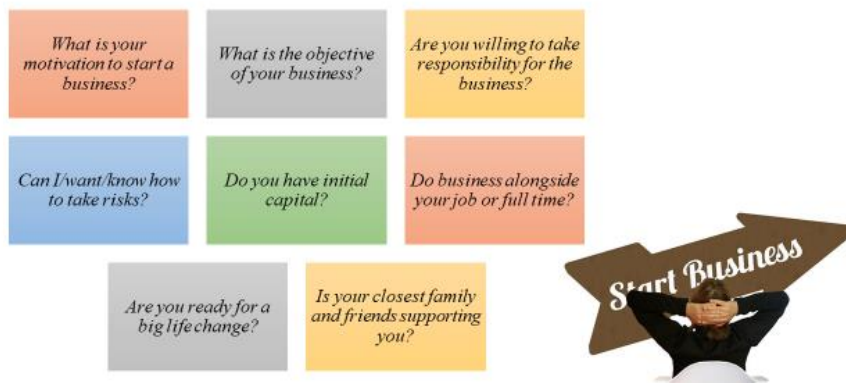 What is your
motivation to start a
business?
What is the objective
of your business?
Are you willing to take
responsibility for the
business?
Can I/want/know how
to take risks?
Do you have initial
capital?
Do business alongside
your job or full time?
Are you ready for a
big life change?
Is your closest family
and friends supporting
you?
Start Business